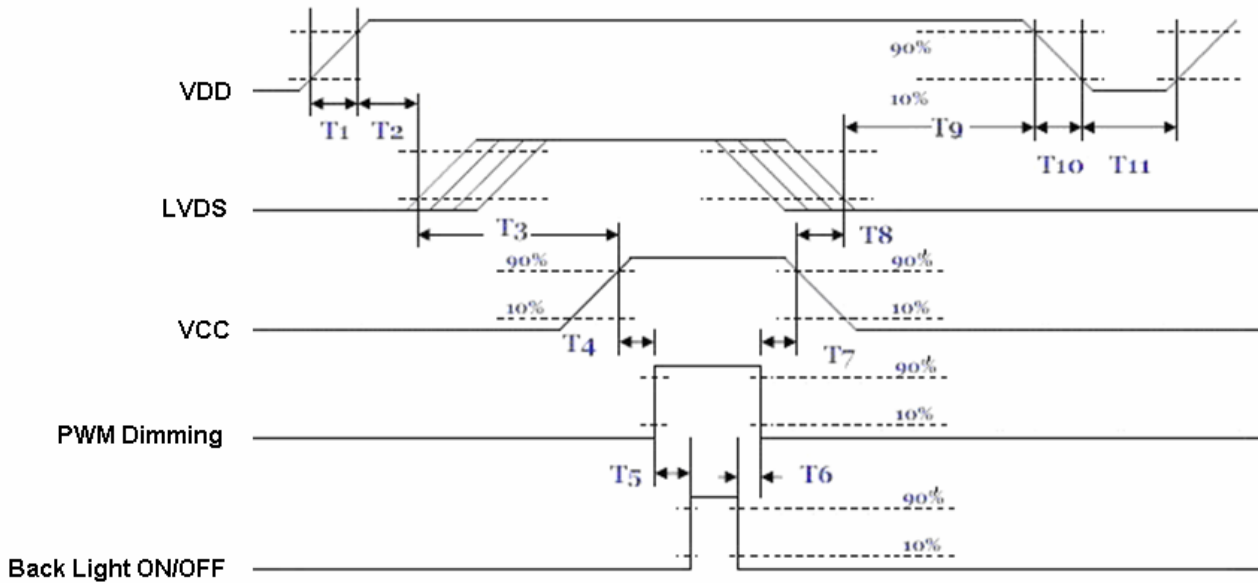 90%
VDD
10%
T1
T2
T9
T10
T11
LVDS
T3
T8
90%
90%
10%
10%
VCC
T4
T7
90%
10%
PWM Dimming
T5
T6
90%
10%
Back Light ON/OFF